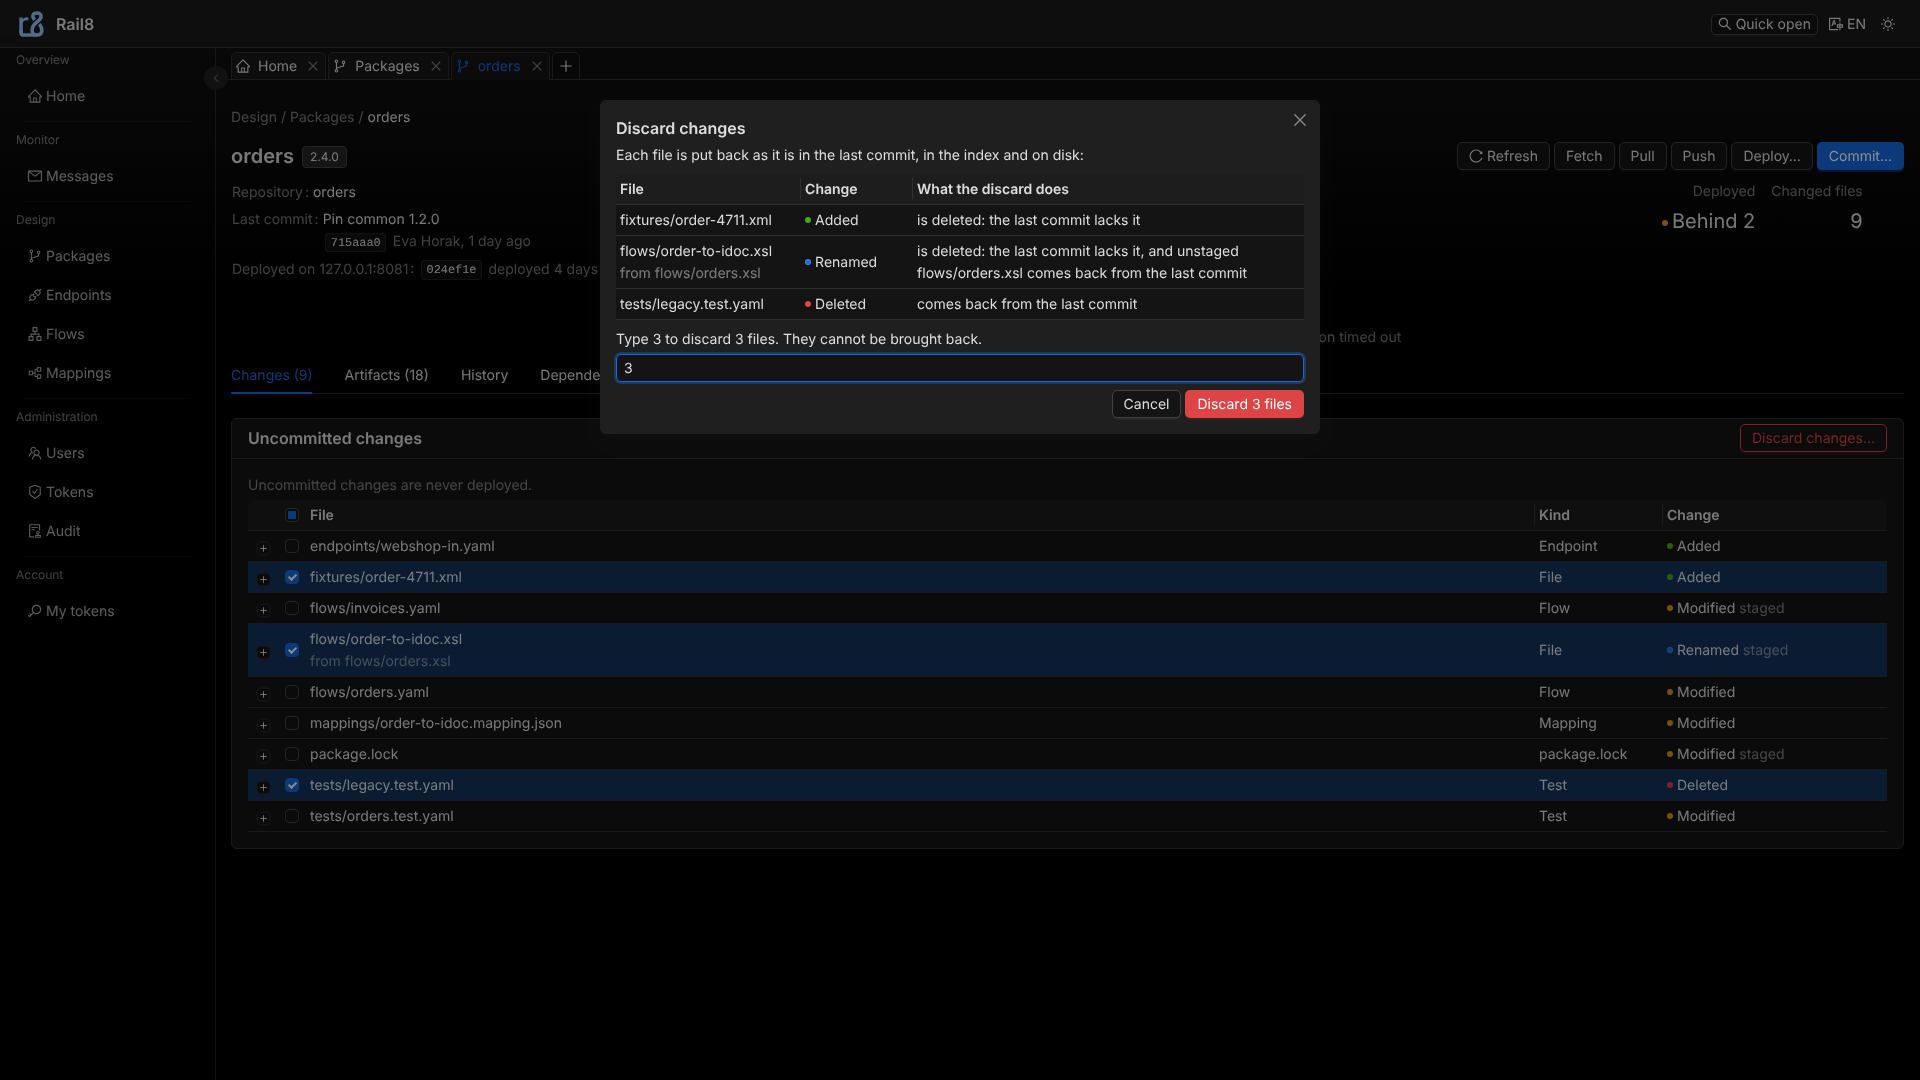 Rail8
Quick open
EN
Overview
Home
Monitor
Messages
Design
Packages
Endpoints
Flows
Mappings
Administration
Users
Tokens
Audit
Account
My tokens
Home
Packages
orders
Design / Packages / orders
orders 2.4.0
Refresh
Fetch
Pull
Push
Deploy...
Commit...
Repository: orders
Last commit: Pin common 1.2.0
715aaa0 Eva Horak, 1 day ago
Deployed on 127.0.0.1:8081: 024ef1e deployed 4 days
Deployed
Behind 2
Changed files
9
on timed out
Changes (9)
Artifacts (18)
History
Depende
Discard changes
Each file is put back as it is in the last commit, in the index and on disk:
File Change What the discard does
fixtures/order-4711.xml Added is deleted: the last commit lacks it
flows/order-to-idoc.xsl
from flows/orders.xsl
Renamed
is deleted: the last commit lacks it, and unstaged
flows/orders.xsl comes back from the last commit
tests/legacy.test.yaml Deleted comes back from the last commit
Type 3 to discard 3 files. They cannot be brought back.
3
Cancel
Discard 3 files
Uncommitted changes
Discard changes...
Uncommitted changes are never deployed.
File Kind Change
endpoints/webshop-in.yaml Endpoint Added
fixtures/order-4711.xml File Added
flows/invoices.yaml Flow Modified staged
flows/order-to-idoc.xsl
from flows/orders.xsl
File Renamed staged
flows/orders.yaml Flow Modified
mappings/order-to-idoc.mapping.json Mapping Modified
package.lock package.lock Modified staged
tests/legacy.test.yaml Test Deleted
tests/orders.test.yaml Test Modified